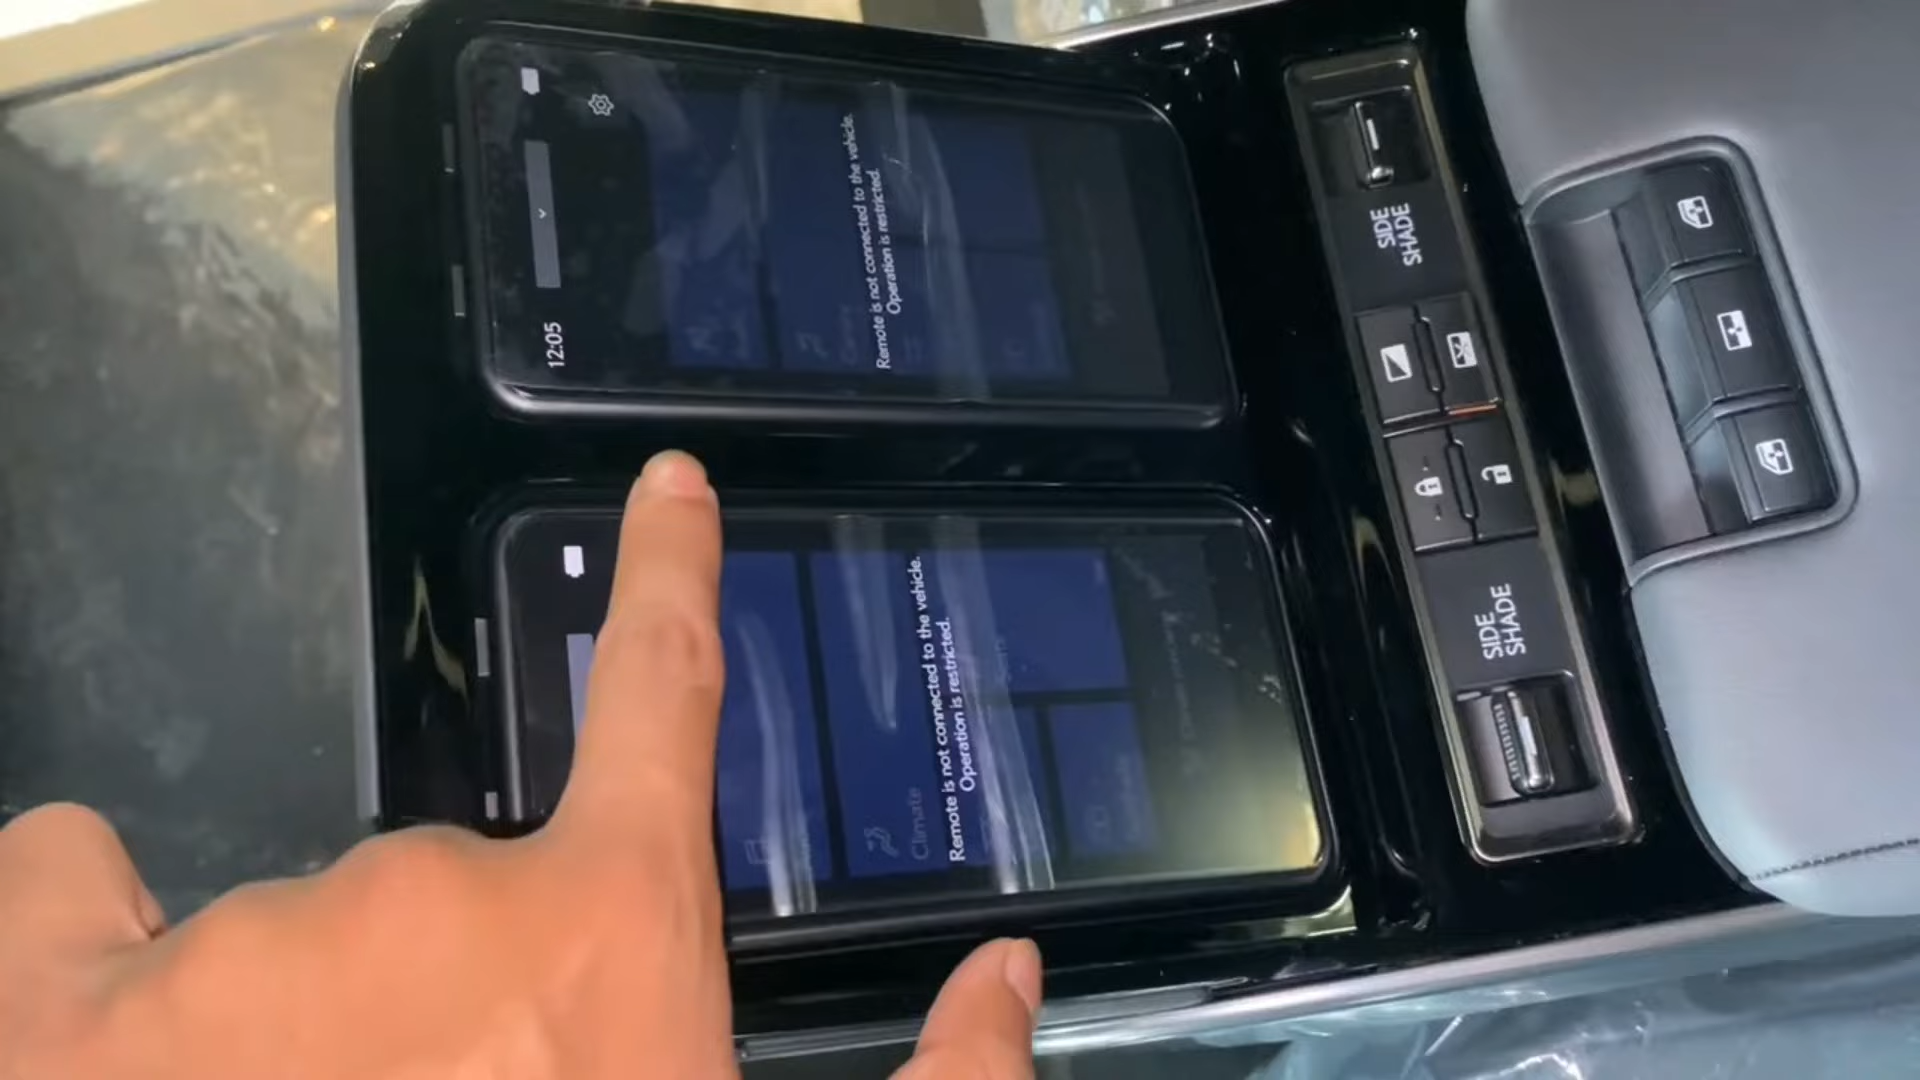 12:05
Remote is not connected to the vehicle.
Operation is restricted.
Climate
Remote is not connected to the vehicle.
Operation is restricted.
SIDE
SHADE
SIDE
SHADE